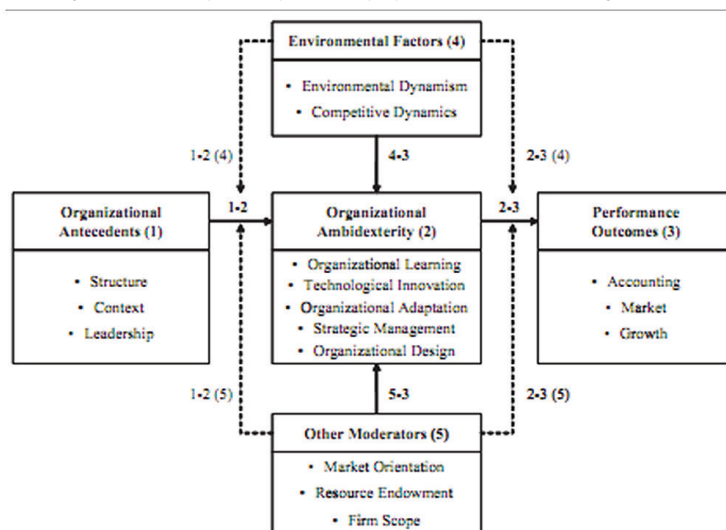 Environmental Factors (4)
• Environmental Dynamism
• Competitive Dynamics
1-2 (4)
4-3
2-3 (4)
Organizational
Antecedents (1)
• Structure
• Context
• Leadership
1-2
Organizational
Ambidexterity (2)
• Organizational Learning
• Technological Innovation
• Organizational Adaptation
• Strategic Management
• Organizational Design
2-3
Performance
Outcomes (3)
• Accounting
• Market
• Growth
1-2 (5)
5-3
2-3 (5)
Other Moderators (5)
• Market Orientation
• Resource Endowment
• Firm Scope